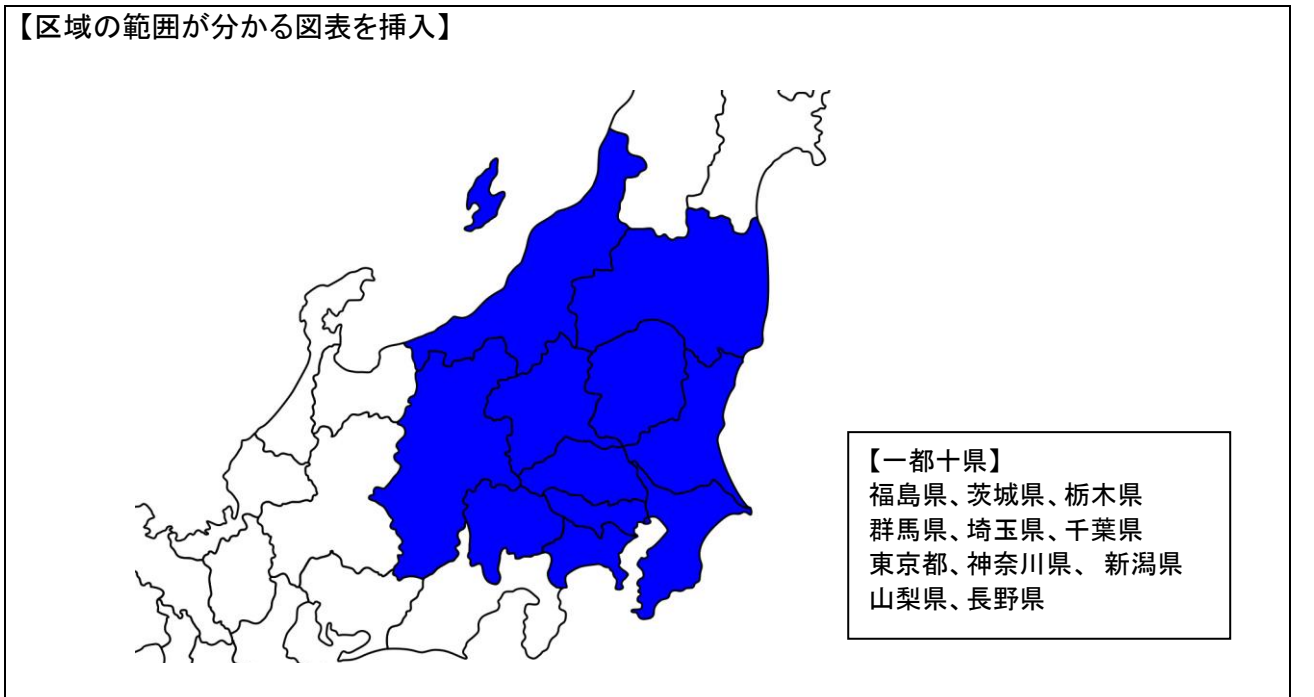 【区域の範囲が分かる図表を挿入】
【一都十県】
福島県、茨城県、栃木県
群馬県、埼玉県、千葉県
東京都、神奈川県、 新潟県
山梨県、長野県